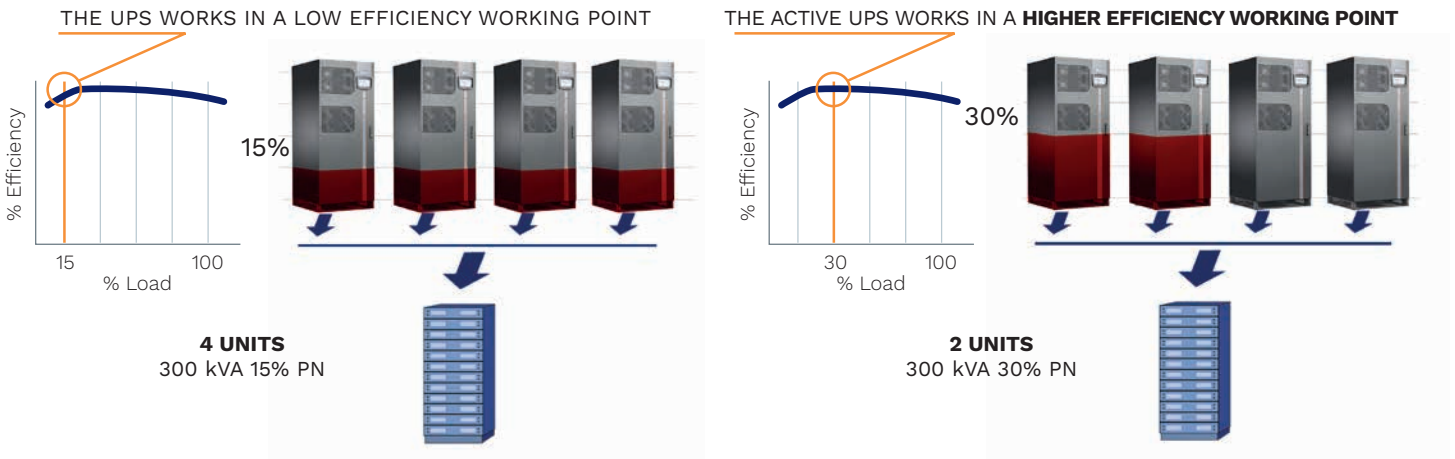 THE UPS WORKS IN A LOW EFFICIENCY WORKING POINT
% Efficiency
15%
15
100
% Load
4 UNITS
300 kVA 15% PN
THE ACTIVE UPS WORKS IN A HIGHER EFFICIENCY WORKING POINT
% Efficiency
30%
30
100
% Load
2 UNITS
300 kVA 30% PN